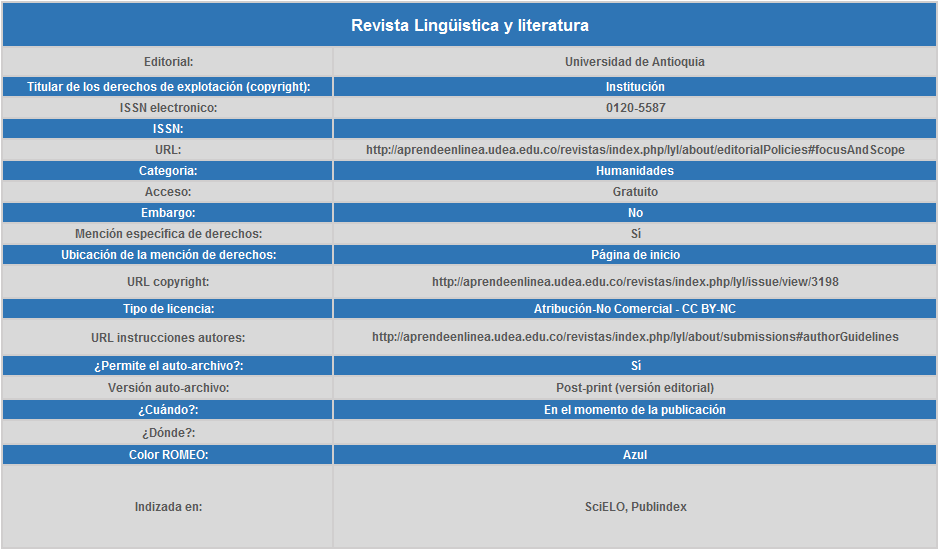 Revista Lingüistica y literatura
Editorial: Universidad de Antioquia
Titular de los derechos de explotación (copyright): Institución
ISSN electronico: 0120-5587
ISSN:
URL: http://aprendeenlinea.udea.edu.co/revistas/index.php/lyl/about/editorialPolicies#focusAndScope
Categoria: Humanidades
Acceso: Gratuito
Embargo: No
Mención específica de derechos: Sí
Ubicación de la mención de derechos: Página de inicio
URL copyright: http://aprendeenlinea.udea.edu.co/revistas/index.php/lyl/issue/view/3198
Tipo de licencia: Atribución-No Comercial - CC BY-NC
URL instrucciones autores: http://aprendeenlinea.udea.edu.co/revistas/index.php/lyl/about/submissions#authorGuidelines
¿Permite el auto-archivo?: Sí
Versión auto-archivo: Post-print (versión editorial)
¿Cuándo?: En el momento de la publicación
¿Dónde?:
Color ROMEO: Azul
Indizada en: SciELO, Publindex